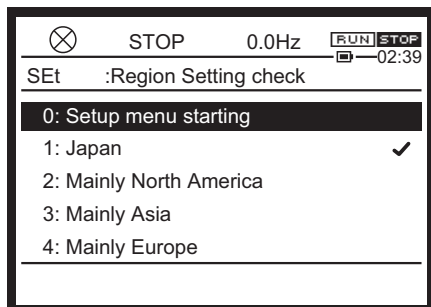 STOP 0.0Hz RUN STOP
02:39
SEt :Region Setting check
0: Setup menu starting
1: Japan
2: Mainly North America
3: Mainly Asia
4: Mainly Europe